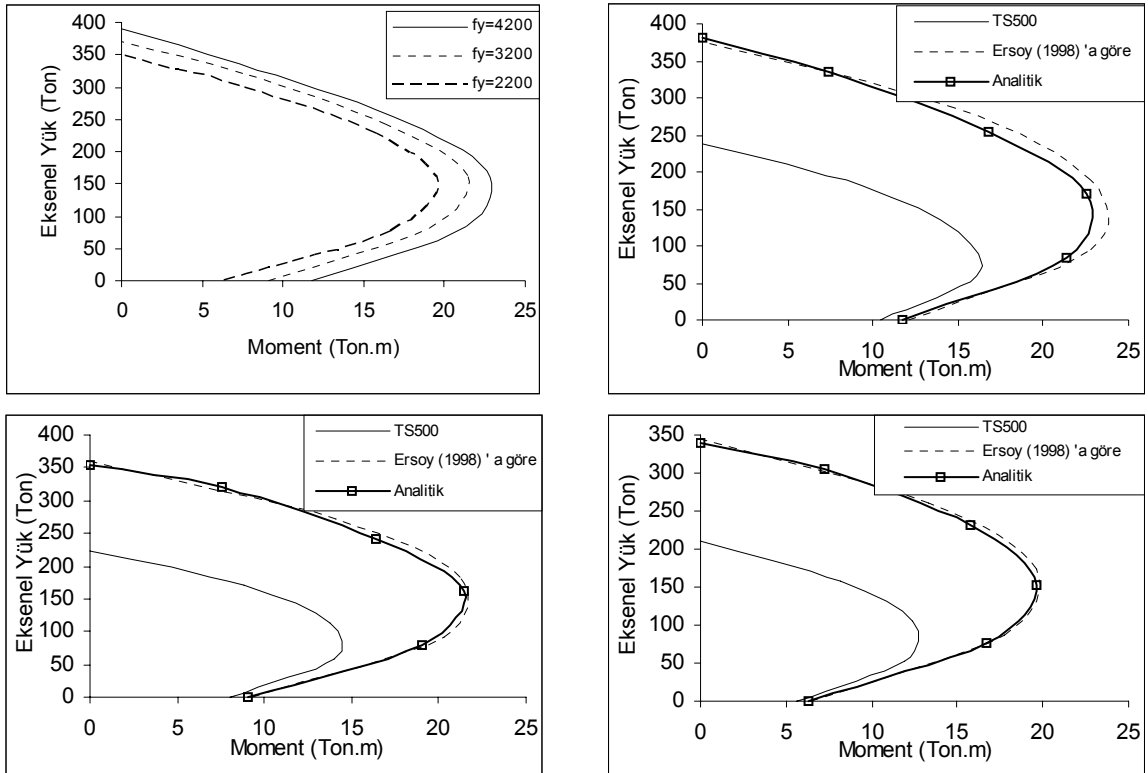 400
350
300
250
200
150
100
50
0
Eksenel Yük (Ton)
fy=4200
fy=3200
fy=2200
0 5 10 15 20 25
Moment (Ton.m)
400
350
300
250
200
150
100
50
0
Eksenel Yük (Ton)
TS500
Ersoy (1998) 'a göre
Analitik
0 5 10 15 20 25
Moment (Ton.m)
400
350
300
250
200
150
100
50
0
Eksenel Yük (Ton)
TS500
Ersoy (1998) ' a göre
Analitik
0 5 10 15 20 25
Moment (Ton.m)
350
300
250
200
150
100
50
0
Eksenel Yük (Ton)
TS500
Ersoy (1998) 'a göre
Analitik
0 5 10 15 20 25
Moment (Ton.m)